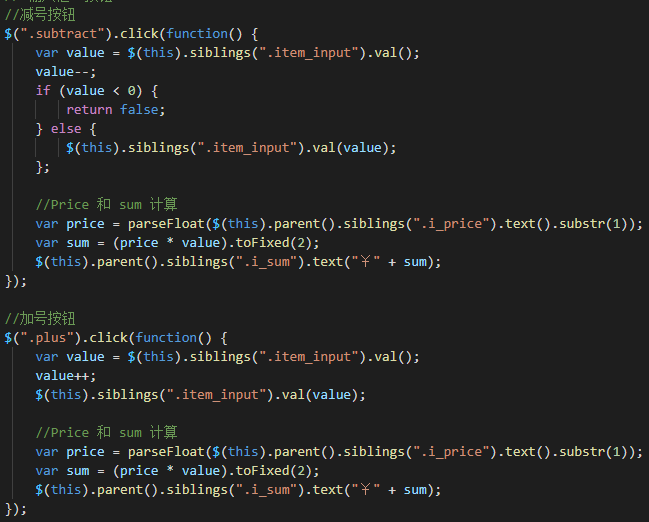 //减号按钮
$(".subtract").click(function() {
    var value = $(this).siblings(".item_input").val();
    value--;
    if (value < 0) {
        return false;
    } else {
        $(this).siblings(".item_input").val(value);
    };

    //Price 和 sum 计算
    var price = parseFloat($(this).parent().siblings(".i_price").text().substr(1));
    var sum = (price * value).toFixed(2);
    $(this).parent().siblings(".i_sum").text("￥" + sum);
});

//加号按钮
$(".plus").click(function() {
    var value = $(this).siblings(".item_input").val();
    value++;
    $(this).siblings(".item_input").val(value);

    //Price 和 sum 计算
    var price = parseFloat($(this).parent().siblings(".i_price").text().substr(1));
    var sum = (price * value).toFixed(2);
    $(this).parent().siblings(".i_sum").text("￥" + sum);
});